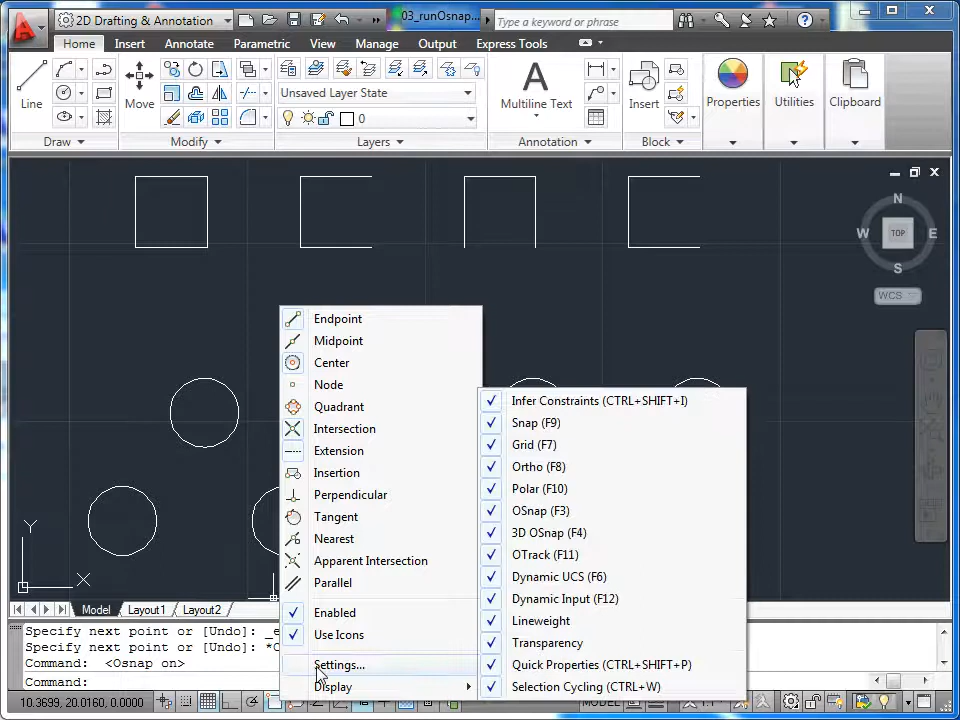 2D Drafting & Annotation
03_runOsnap...
Type a keyword or phrase
Home Insert Annotate Parametric View Manage Output Express Tools
Line
Move
Unsaved Layer State
0
A
Multiline Text
Insert
Properties
Utilities
Clipboard
Draw Modify Layers Annotation Block
N
W TOP E
S
WCS
Endpoint
Midpoint
Center
Node
Quadrant
Intersection
Extension
Insertion
Perpendicular
Tangent
Nearest
Apparent Intersection
Parallel
Enabled
Use Icons
Settings...
Display
Infer Constraints (CTRL+SHIFT+I)
Snap (F9)
Grid (F7)
Ortho (F8)
Polar (F10)
OSnap (F3)
3D OSnap (F4)
OTrack (F11)
Dynamic UCS (F6)
Dynamic Input (F12)
Lineweight
Transparency
Quick Properties (CTRL+SHIFT+P)
Selection Cycling (CTRL+W)
Y
X
Model Layout1 Layout2
Specify next point or [Undo]: _e
Specify next point or [Undo]: *C
Command: <Osnap on>
Command:
10.3699, 20.0160, 0.0000